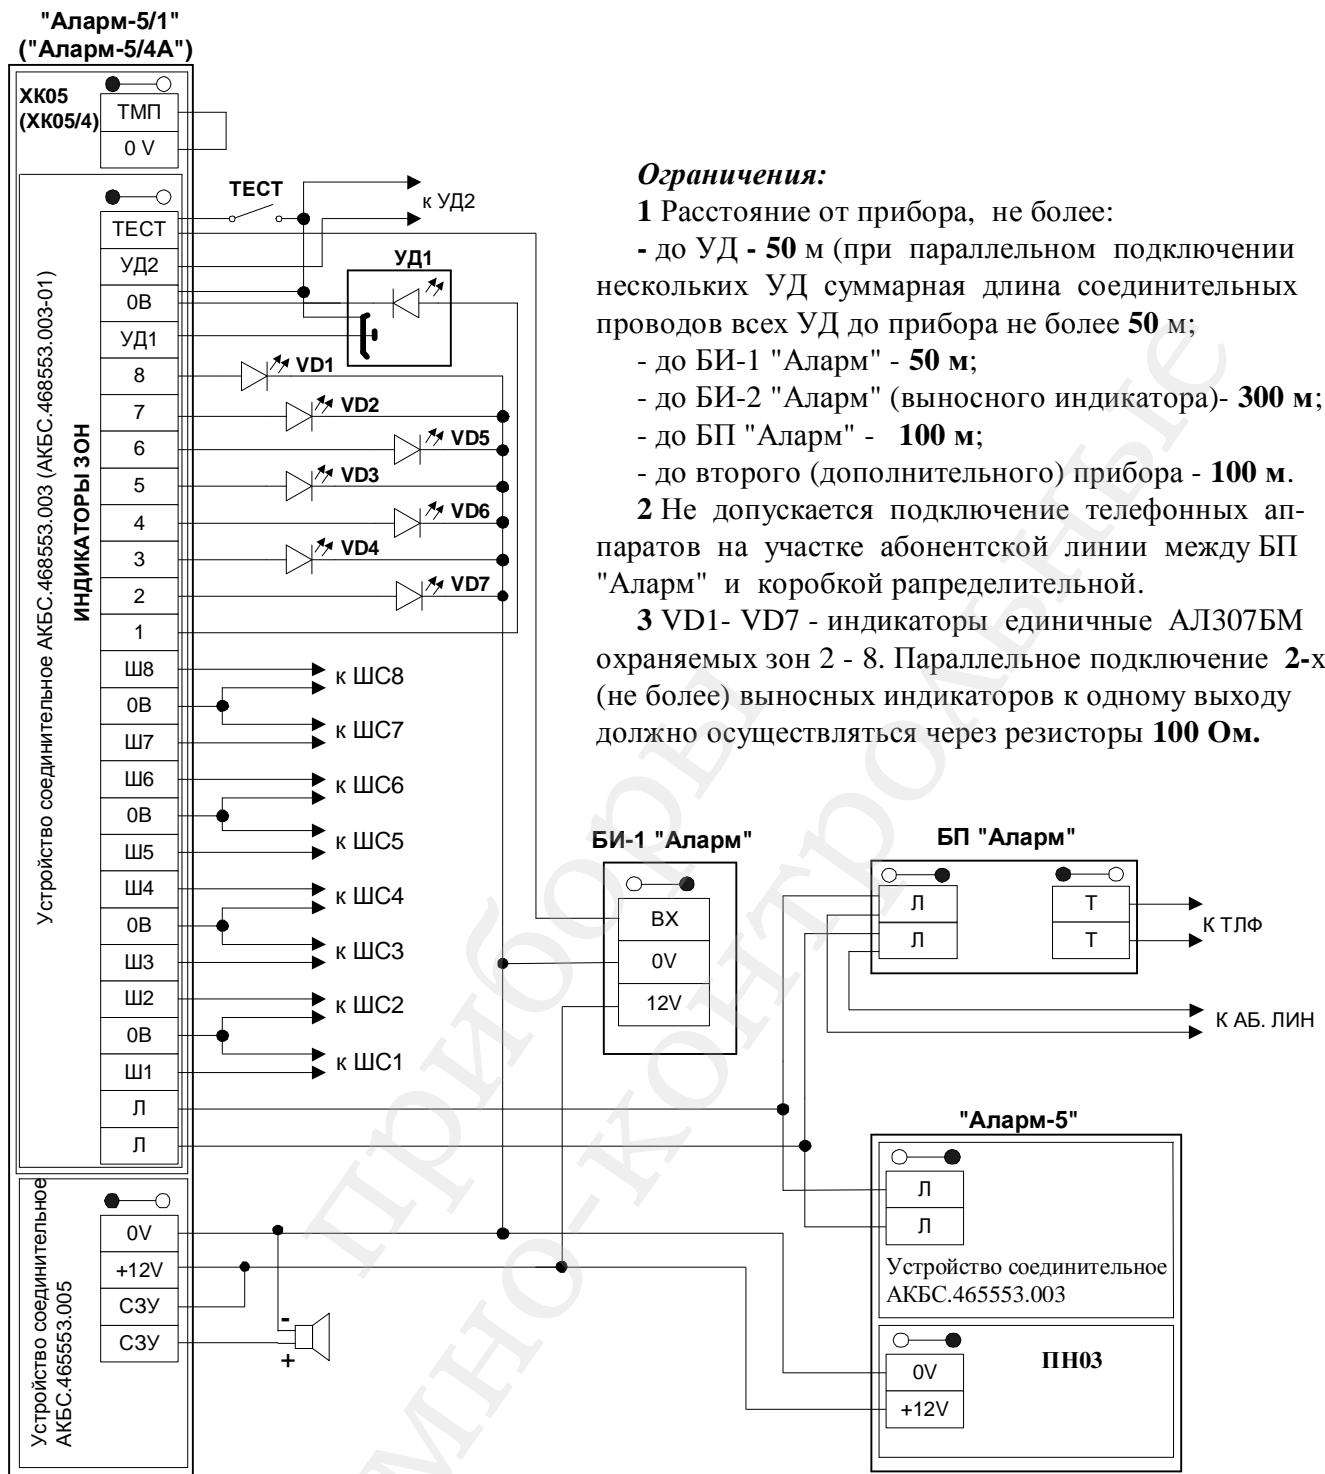 "Аларм-5/1"
("Аларм-5/4А")
ХК05
(ХК05/4)
ТМП
0 V
Устройство соединительное АКБС.468553.003 (АКБС.468553.003-01)
ИНДИКАТОРЫ ЗОН
ТЕСТ
УД2
0В
УД1
8
7
6
5
4
3
2
1
Ш8
0В
Ш7
Ш6
0В
Ш5
Ш4
0В
Ш3
Ш2
0В
Ш1
Л
Л
ТЕСТ
к УД2
УД1
VD1
VD2
VD5
VD3
VD6
VD4
VD7
к ШС8
к ШС7
к ШС6
к ШС5
к ШС4
к ШС3
к ШС2
к ШС1
Устройство соединительное
АКБС.465553.005
0V
+12V
СЗУ
СЗУ
-
+
Ограничения:
1 Расстояние от прибора, не более:
- до УД - 50 м (при параллельном подключении
нескольких УД суммарная длина соединительных
проводов всех УД до прибора не более 50 м;
- до БИ-1 "Аларм" - 50 м;
- до БИ-2 "Аларм" (выносного индикатора)- 300 м;
- до БП "Аларм" - 100 м;
- до второго (дополнительного) прибора - 100 м.
2 Не допускается подключение телефонных ап-
паратов на участке абонентской линии между БП
"Аларм" и коробкой рапределительной.
3 VD1- VD7 - индикаторы единичные АЛ307БМ
охраняемых зон 2 - 8. Параллельное подключение 2-х
(не более) выносных индикаторов к одному выходу
должно осуществляться через резисторы 100 Ом.
БИ-1 "Аларм"
ВХ
0V
12V
БП "Аларм"
Л
Л
Т
Т
К ТЛФ
К АБ. ЛИН
"Аларм-5"
Л
Л
Устройство соединительное
АКБС.465553.003
0V
+12V
ПН03
приборы
но-контрольные